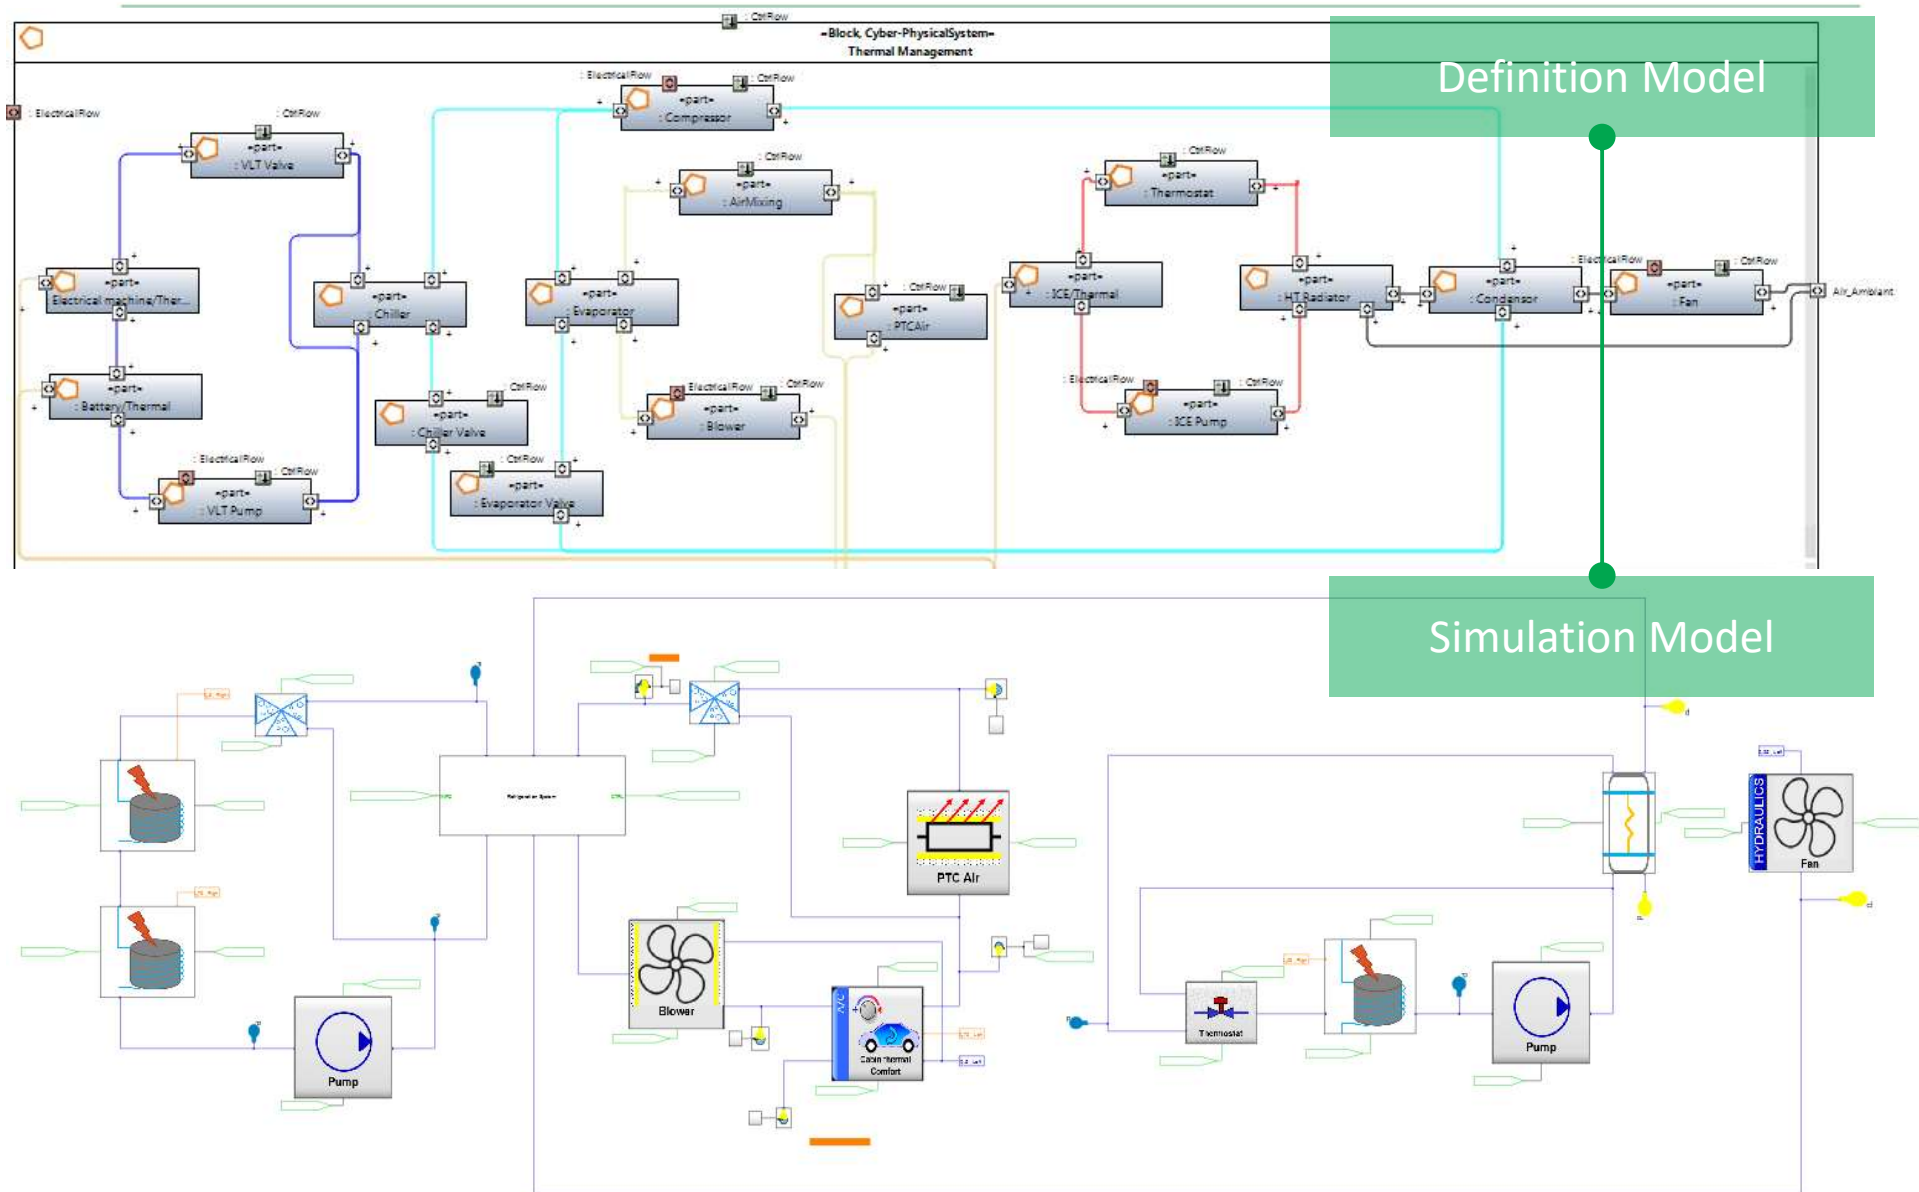 : CtrlFlow
«Block, Cyber-PhysicalSystem»
Thermal Management
Definition Model
: ElectricalFlow
: CtrlFlow
«part»
: Compressor
: ElectricalFlow
: CtrlFlow
«part»
: VLT Valve
: CtrlFlow
«part»
: AirMixing
: CtrlFlow
«part»
: Thermostat
«part»
: Electrical machine/Ther...
«part»
: Chiller
«part»
: Evaporator
: CtrlFlow
«part»
: PTCAir
«part»
: ICE/Thermal
«part»
: HT Radiator
«part»
: Condensor
: ElectricalFlow
: CtrlFlow
«part»
: Fan
Air_Ambiant
«part»
: Battery/Thermal
: CtrlFlow
«part»
: Chiller Valve
: ElectricalFlow
: CtrlFlow
«part»
: Blower
: ElectricalFlow
: CtrlFlow
«part»
: ICE Pump
: ElectricalFlow
: CtrlFlow
«part»
: VLT Pump
: CtrlFlow
«part»
: Evaporator Valve
Simulation Model
Refrigeration System
PTC Air
HYDRAULICS
Fan
Blower
A/C
Cabin thermal
Comfort
Thermostat
Pump
Pump